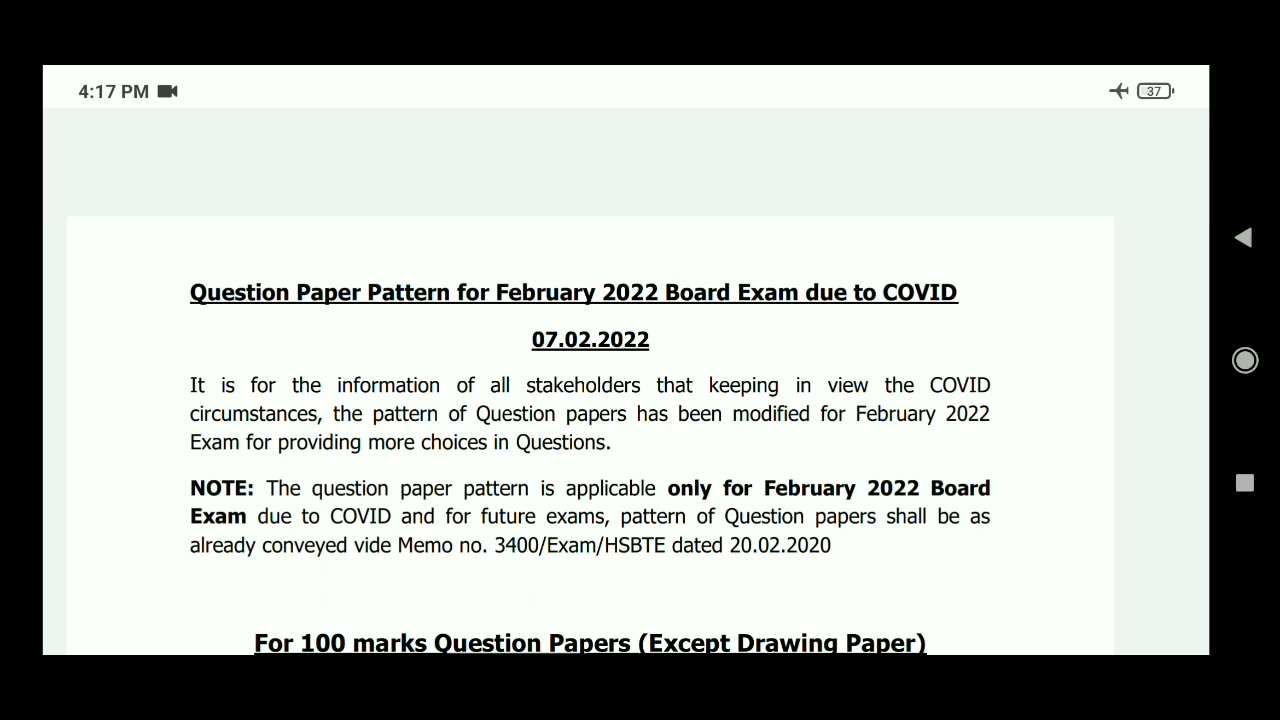 4:17 PM
37
Question Paper Pattern for February 2022 Board Exam due to COVID
07.02.2022
It is for the information of all stakeholders that keeping in view the COVID
circumstances, the pattern of Question papers has been modified for February 2022
Exam for providing more choices in Questions.
NOTE: The question paper pattern is applicable only for February 2022 Board
Exam due to COVID and for future exams, pattern of Question papers shall be as
already conveyed vide Memo no. 3400/Exam/HSBTE dated 20.02.2020
For 100 marks Question Papers (Except Drawing Paper)